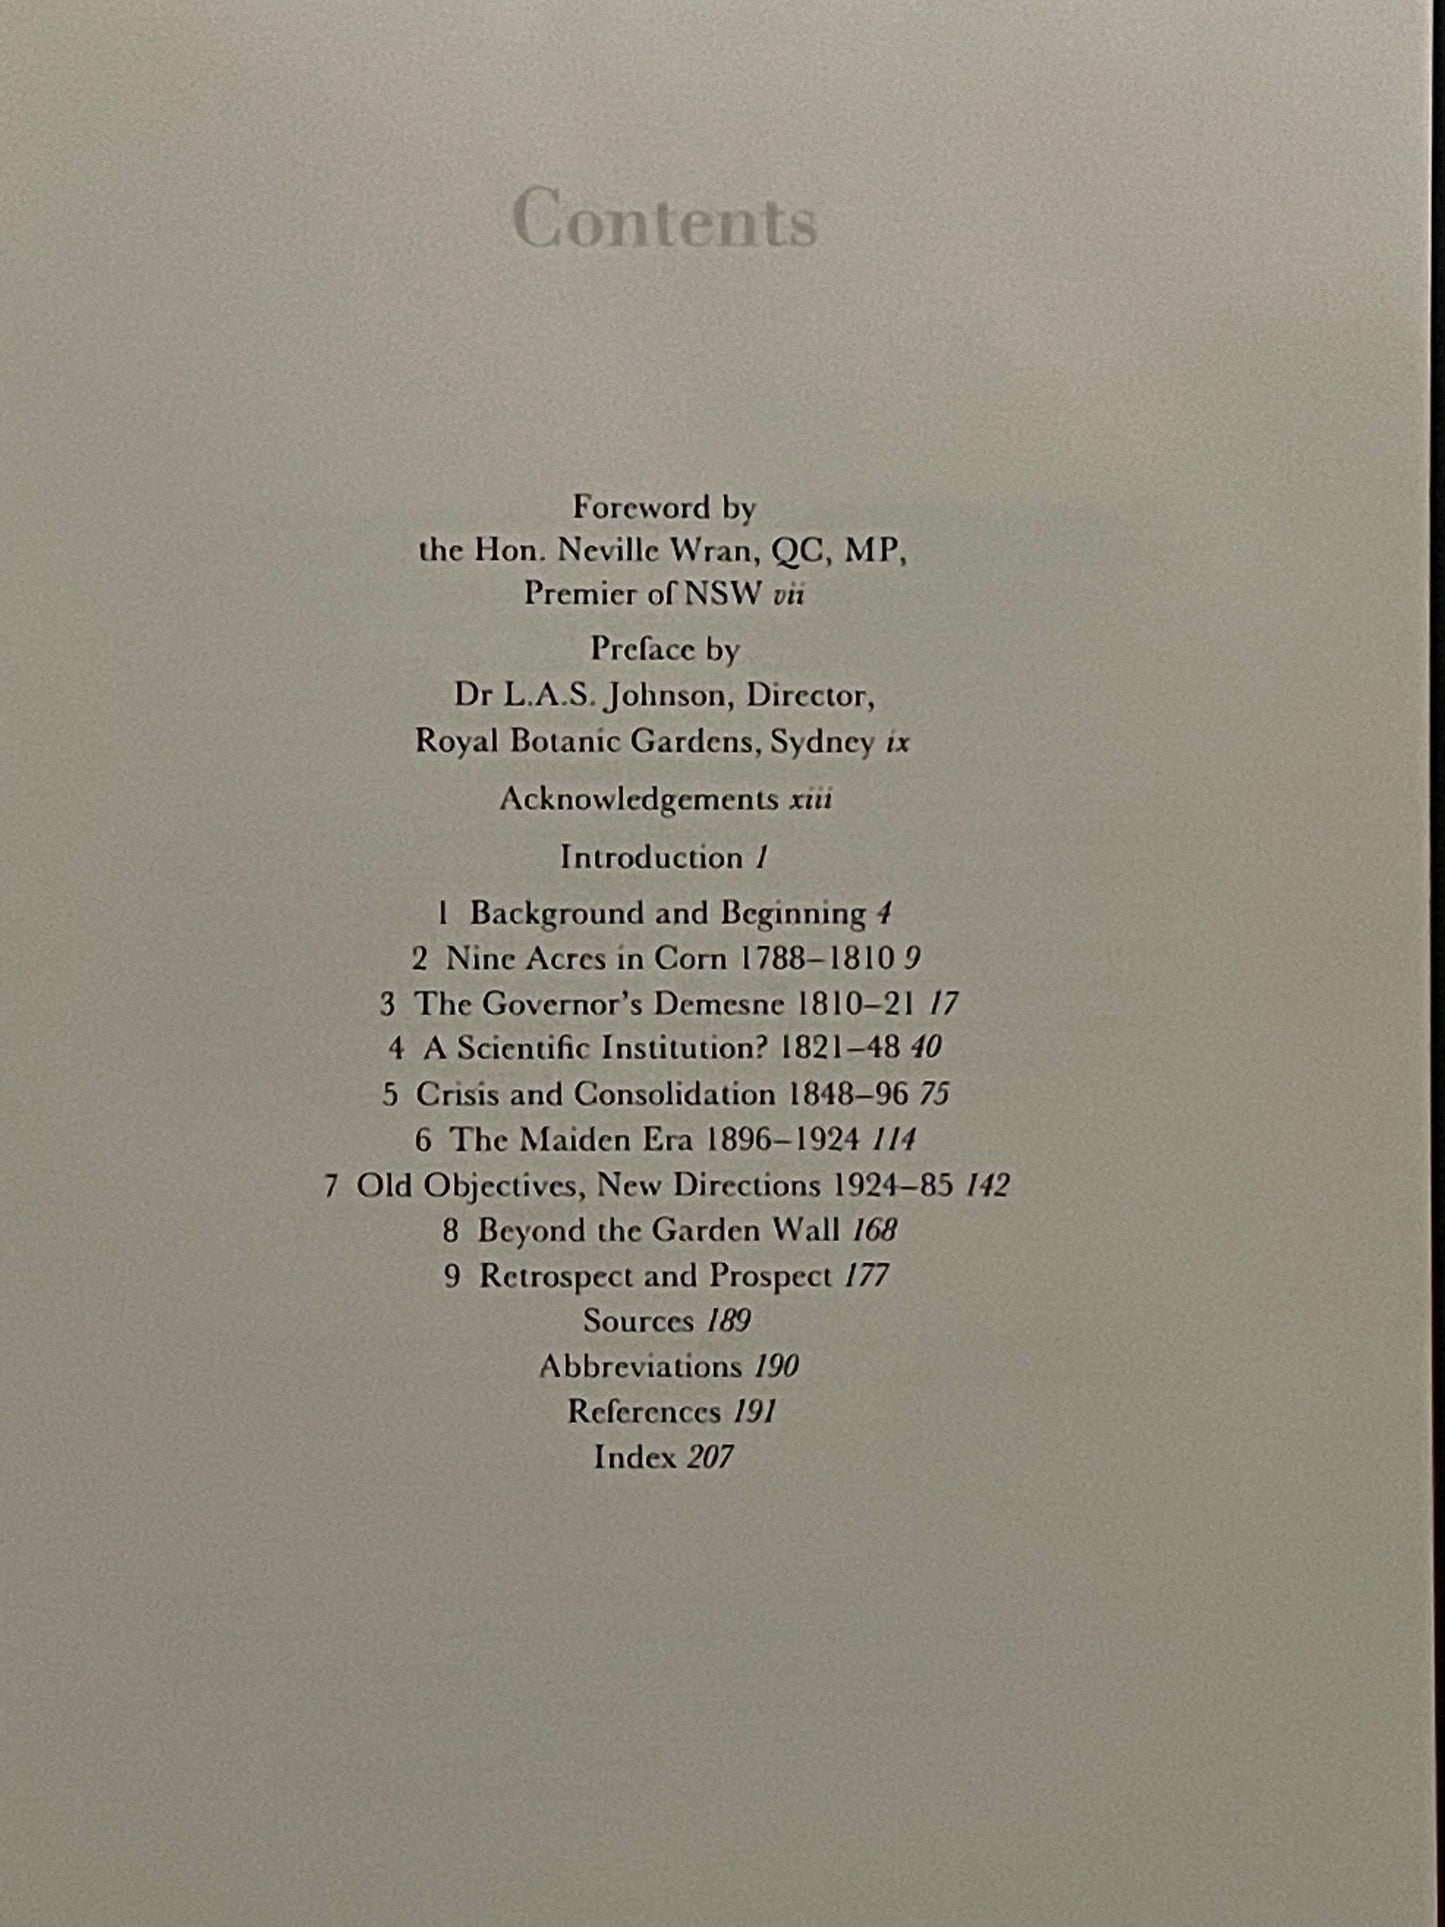 Contents
Foreword by
the Hon. Neville Wran, QC, MP,
Premier of NSW vii
Preface by
Dr L.A.S. Johnson, Director,
Royal Botanic Gardens, Sydney ix
Acknowledgements xiii
Introduction 1
1 Background and Beginning 4
2 Nine Acres in Corn 1788–1810 9
3 The Governor's Demesne 1810–21 17
4 A Scientific Institution? 1821–48 40
5 Crisis and Consolidation 1848–96 75
6 The Maiden Era 1896–1924 114
7 Old Objectives, New Directions 1924–85 142
8 Beyond the Garden Wall 168
9 Retrospect and Prospect 177
Sources 189
Abbreviations 190
References 191
Index 207